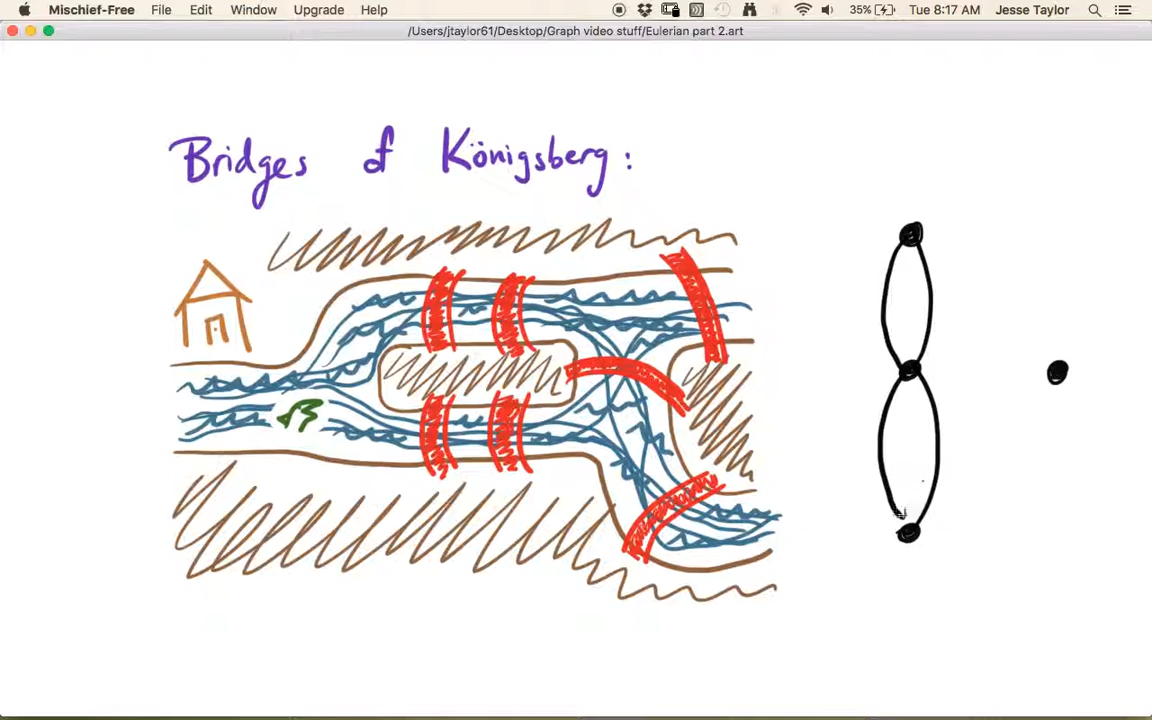 Mischief-Free File Edit Window Upgrade Help 35% Tue 8:17 AM Jesse Taylor
/Users/jtaylor61/Desktop/Graph video stuff/Eulerian part 2.art
Bridges of Königsberg: